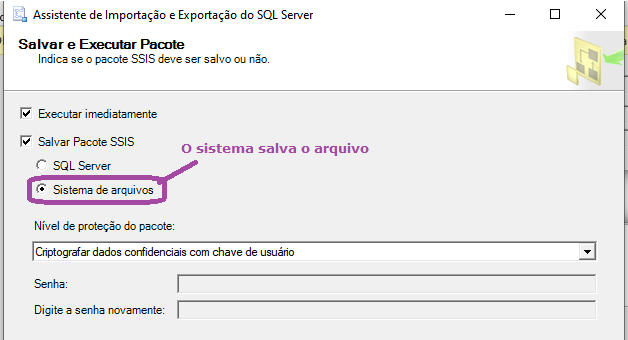 Assistente de Importação e Exportação do SQL Server
Salvar e Executar Pacote
Indica se o pacote SSIS deve ser salvo ou não.
Executar imediatamente
Salvar Pacote SSIS
O sistema salva o arquivo
SQL Server
Sistema de arquivos
Nível de proteção do pacote:
Criptografar dados confidenciais com chave de usuário
Senha:
Digite a senha novamente: